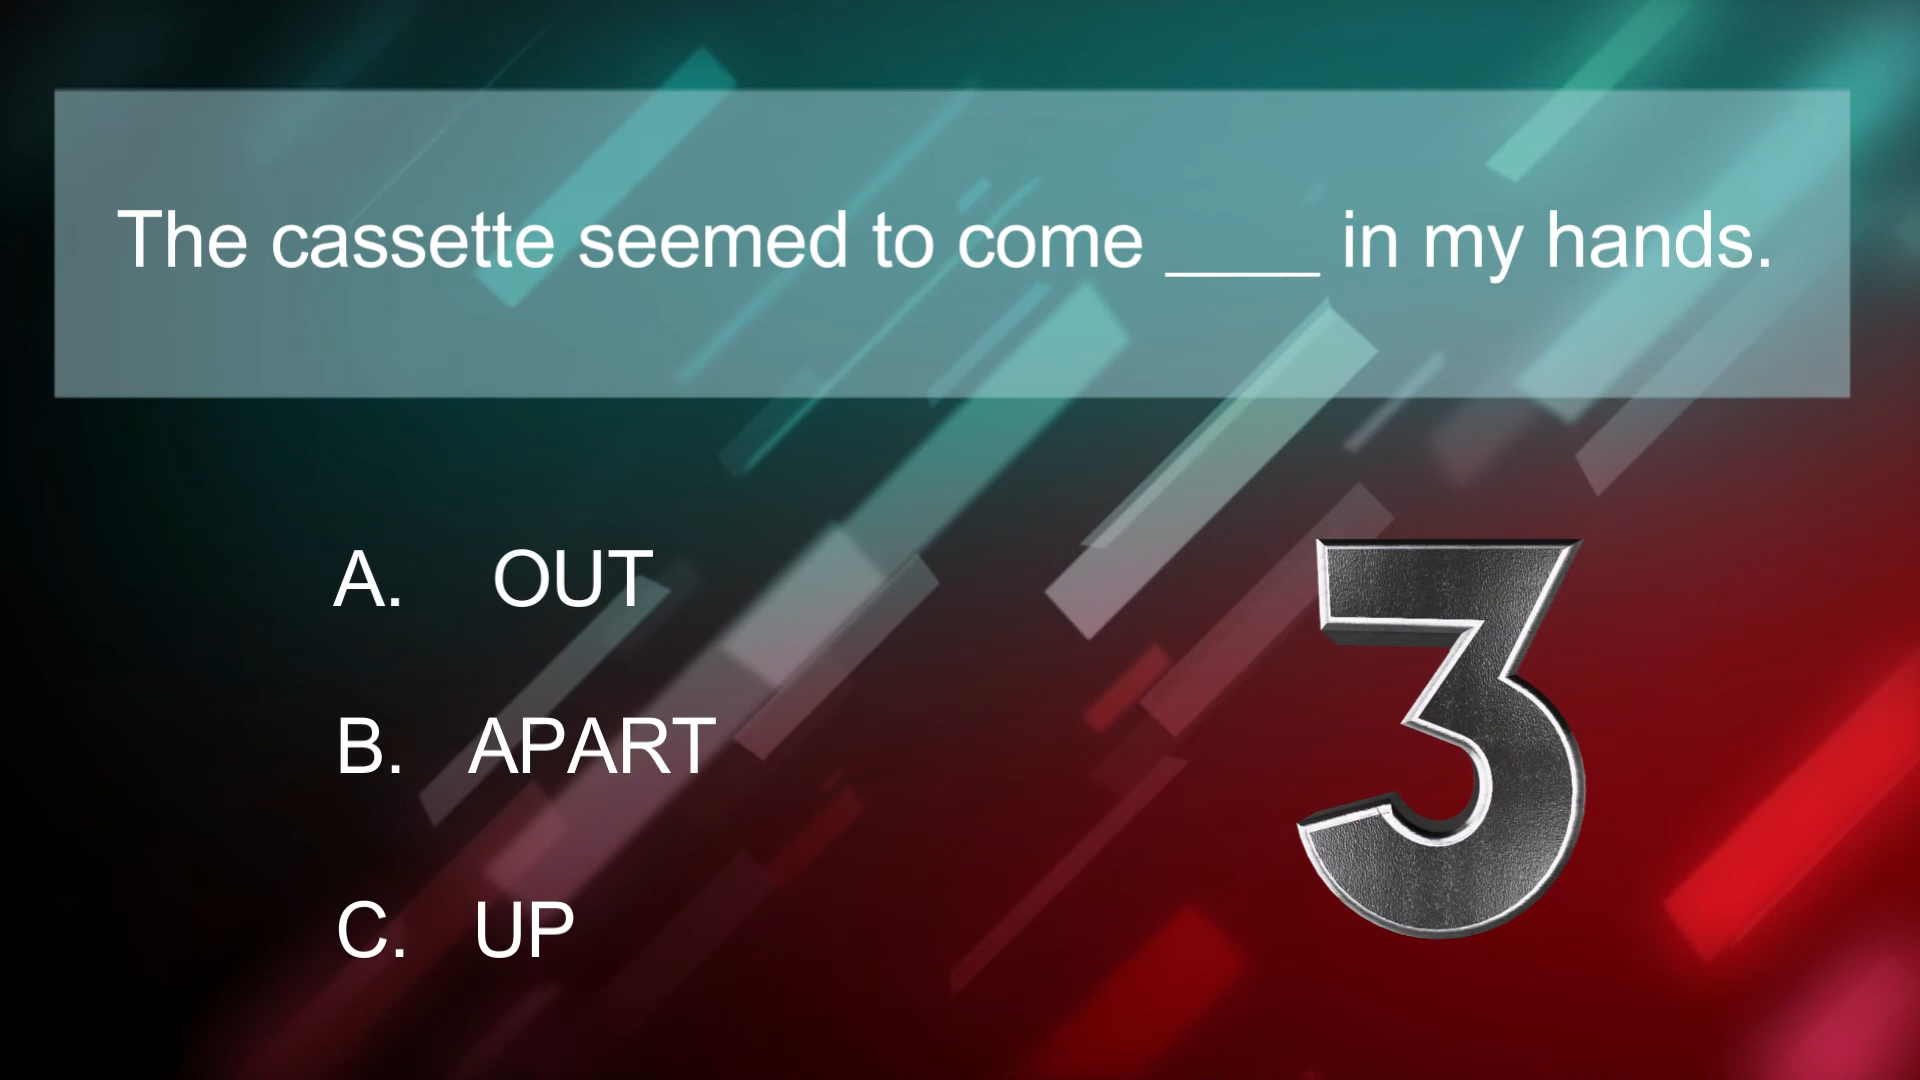 The cassette seemed to come ____ in my hands.
A. OUT
B. APART
C. UP
3